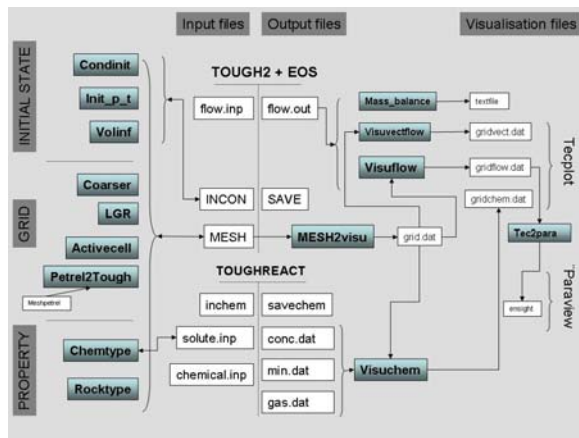 Input files
Output files
Visualisation files
INITIAL STATE
Condinit
Init_p_t
Volinf
TOUGH2 + EOS
flow.inp
flow.out
Mass_balance
textfile
Visuvectflow
gridvect.dat
Visuflow
gridflow.dat
gridchem.dat
Tecplot
GRID
Coarser
LGR
Activecell
Petrel2Tough
Meshpetrel
INCON
SAVE
MESH
MESH2visu
grid.dat
Tec2para
ensight
Paraview
TOUGHREACT
inchem
savechem
PROPERTY
Chemtype
Rocktype
solute.inp
conc.dat
chemical.inp
min.dat
gas.dat
Visuchem